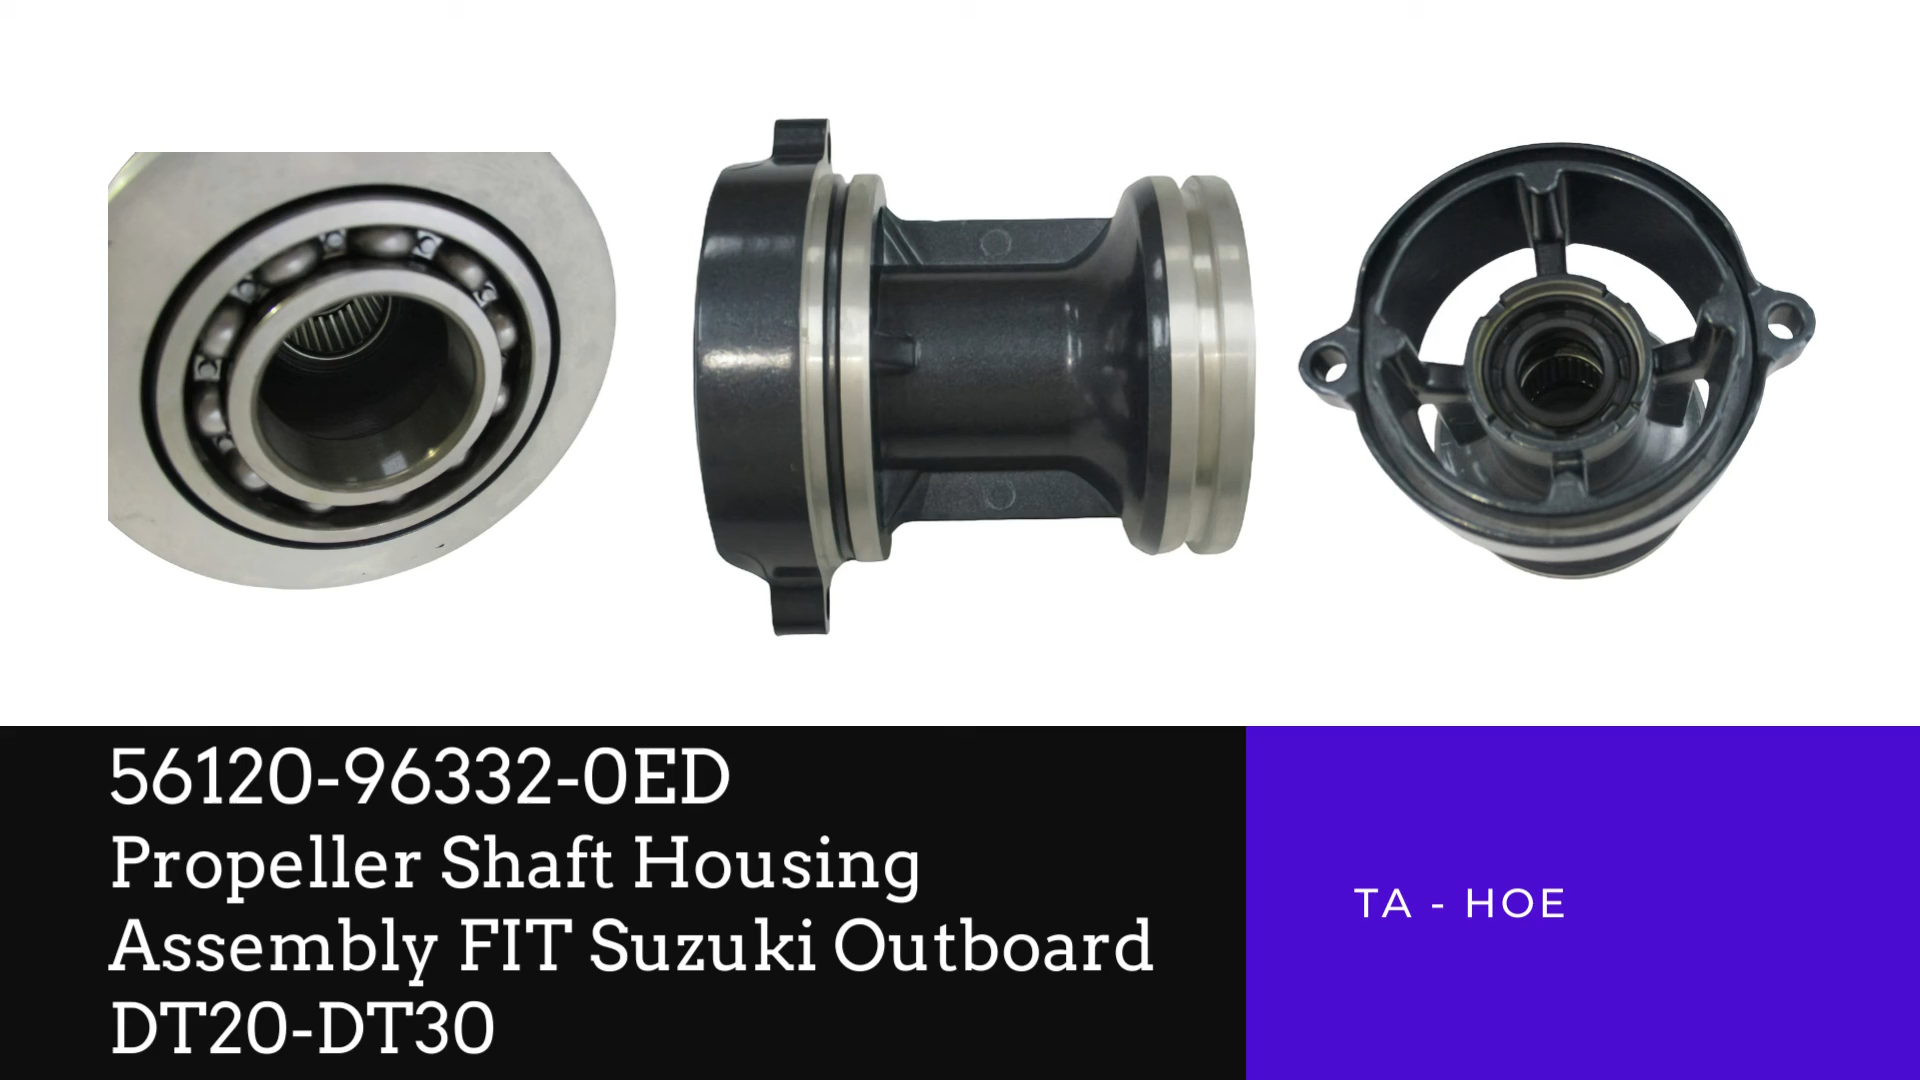 56120-96332-0ED
Propeller Shaft Housing
Assembly FIT Suzuki Outboard
DT20-DT30
TA - HOE